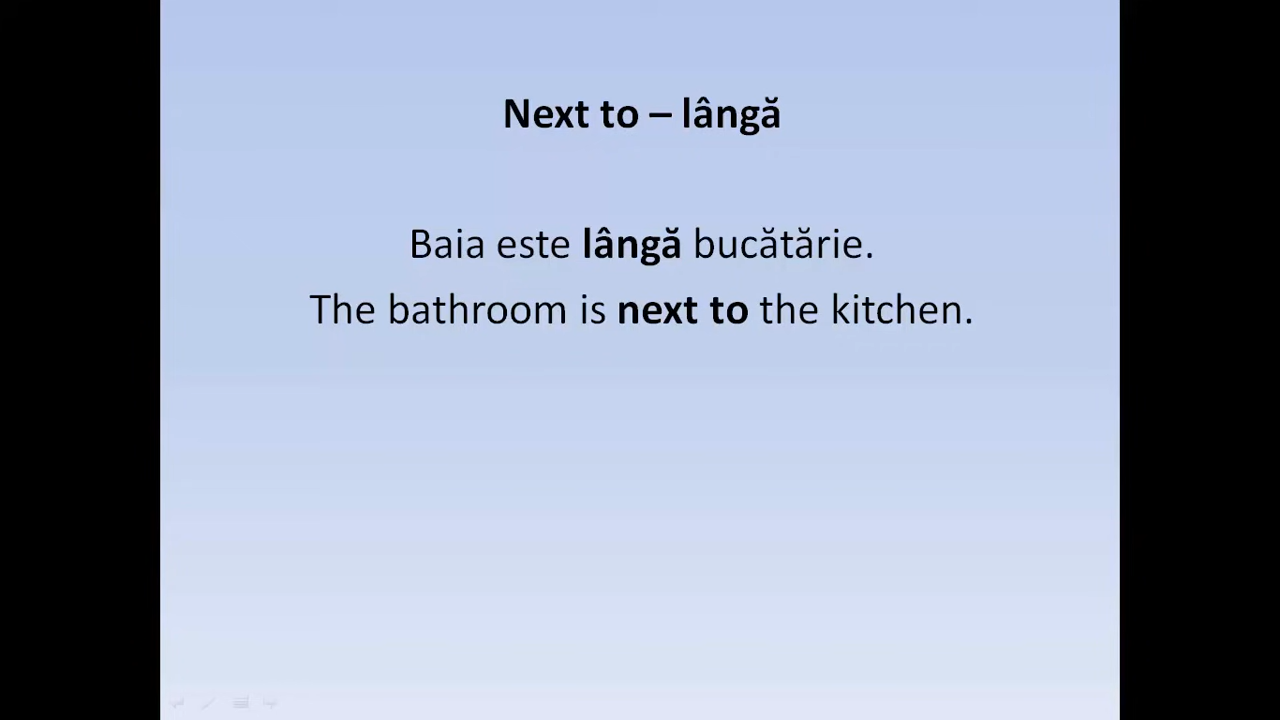 Next to – lângă
Baia este lângă bucătărie.
The bathroom is next to the kitchen.